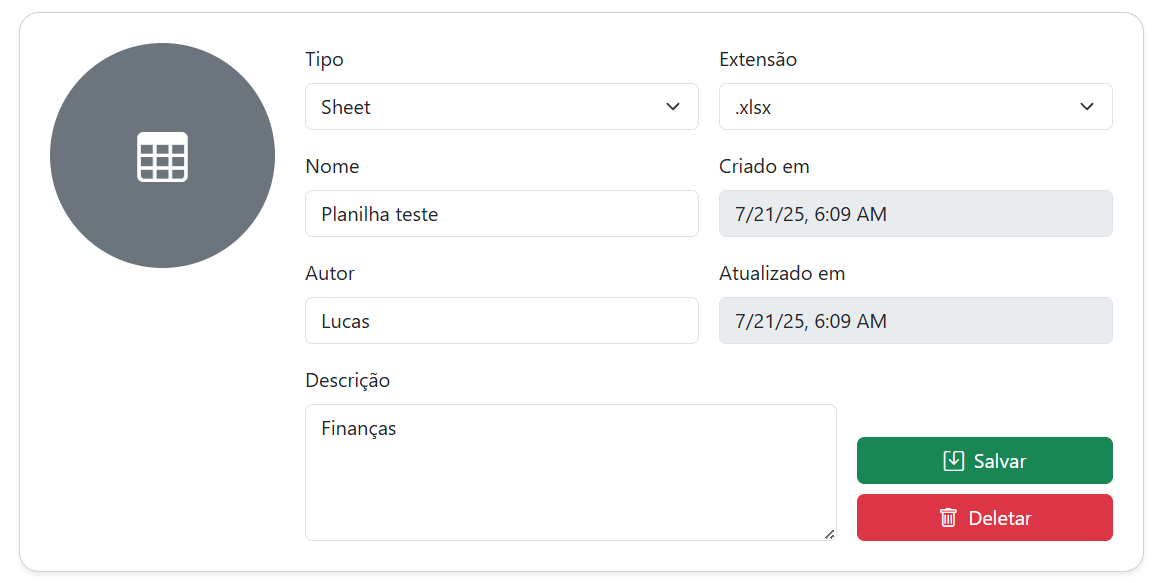 Tipo
Extensão
Sheet
.xlsx
Nome
Criado em
Planilha teste
7/21/25, 6:09 AM
Autor
Atualizado em
Lucas
7/21/25, 6:09 AM
Descrição
Finanças
Salvar
Deletar